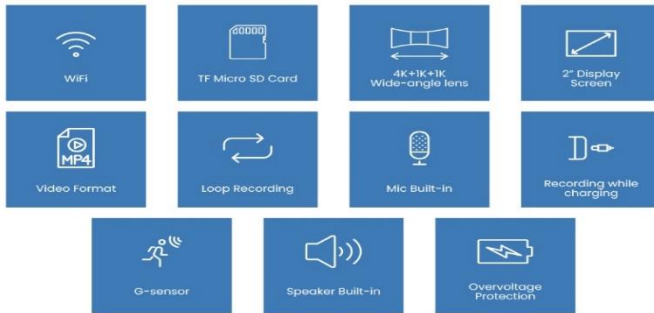 WiFi
TF Micro SD Card
4K+1K+1K
Wide-angle lens
2" Display
Screen
MP4
Video Format
Loop Recording
Mic Built-in
Recording while
charging
G-sensor
Speaker Built-in
Overvoltage
Protection